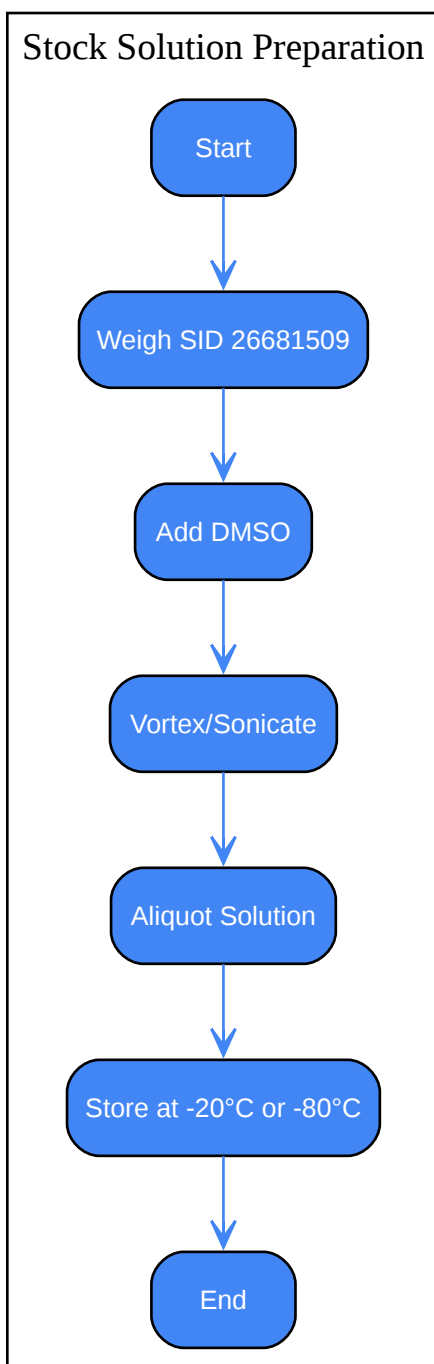 Stock Solution Preparation
Start
Weigh SID 26681509
Add DMSO
Vortex/Sonicate
Aliquot Solution
Store at -20°C or -80°C
End